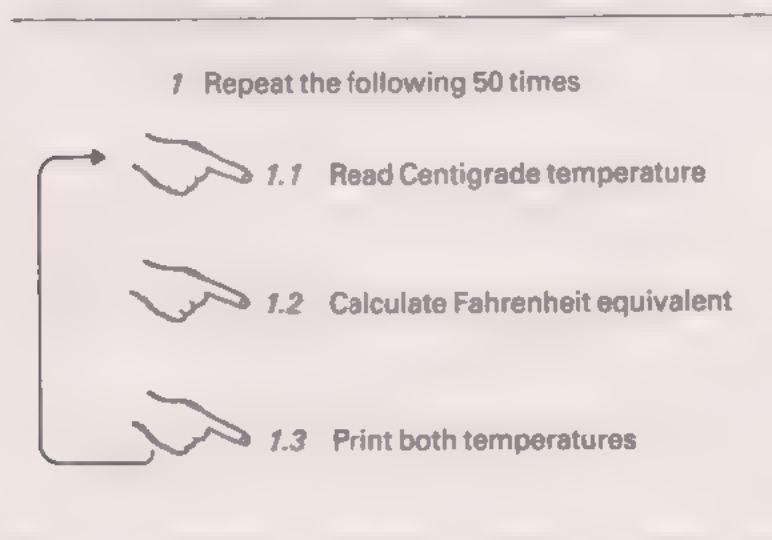 1 Repeat the following 50 times
1.1 Read Centigrade temperature
1.2 Calculate Fahrenheit equivalent
1.3 Print both temperatures